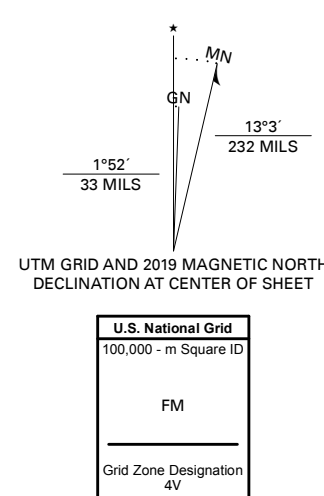 ★
MN
GN
13°3´
232 MILS
1°52´
33 MILS
UTM GRID AND 2019 MAGNETIC NORTH
DECLINATION AT CENTER OF SHEET
U.S. National Grid
100,000 - m Square ID
FM
Grid Zone Designation
4V